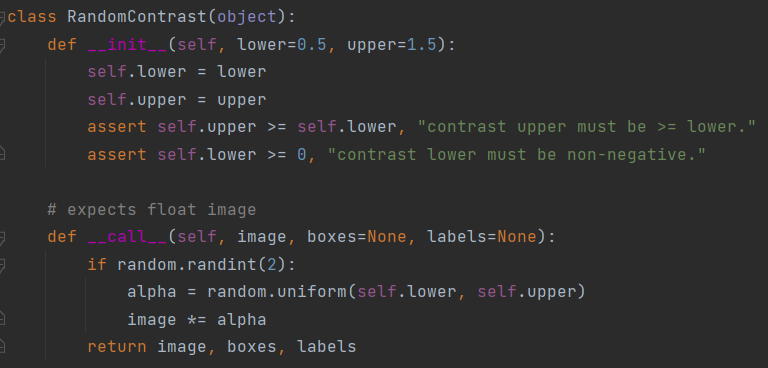 class RandomContrast(object):
    def __init__(self, lower=0.5, upper=1.5):
        self.lower = lower
        self.upper = upper
        assert self.upper >= self.lower, "contrast upper must be >= lower."
        assert self.lower >= 0, "contrast lower must be non-negative."

    # expects float image
    def __call__(self, image, boxes=None, labels=None):
        if random.randint(2):
            alpha = random.uniform(self.lower, self.upper)
            image *= alpha
        return image, boxes, labels